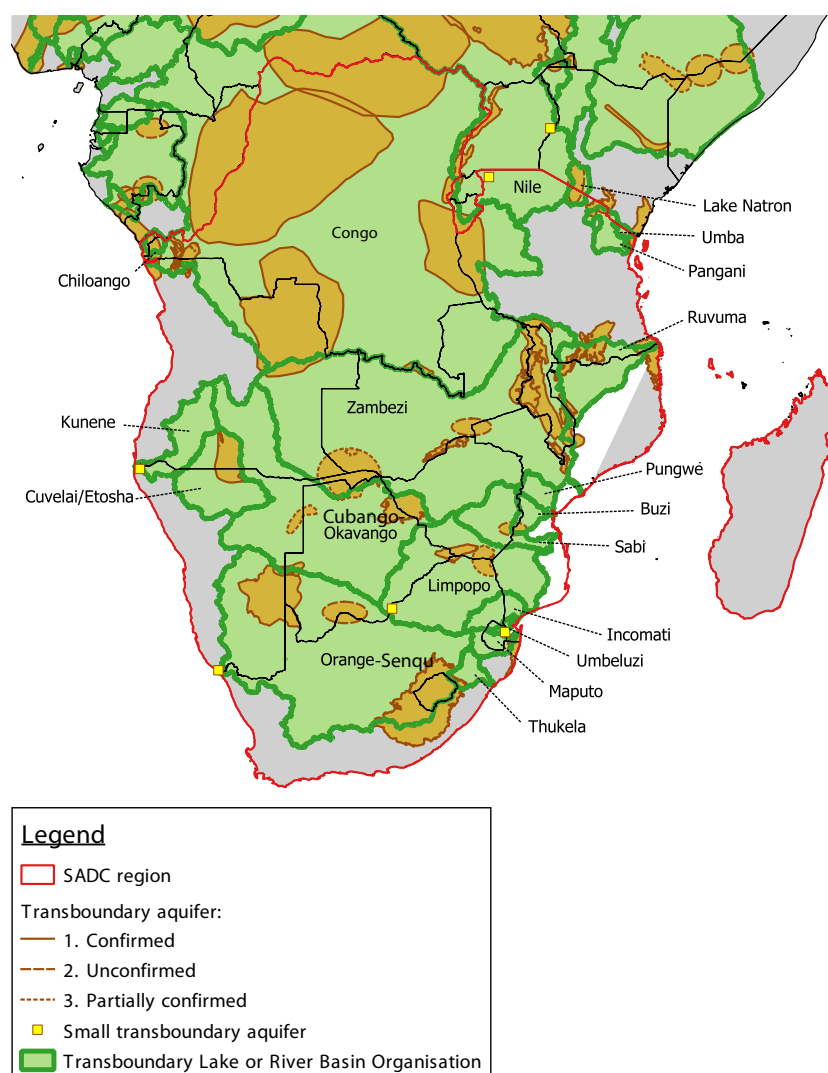 Nile
Lake Natron
Congo
Umba
Pangani
Chiloango
Ruvuma
Zambezi
Kunene
Pungwé
Cuvelai/Etosha
Buzi
Cubango
Okavango
Sabi
Limpopo
Incomati
Umbeluzi
Orange-Senqu
Maputo
Thukela
Legend
SADC region
Transboundary aquifer:
1. Confirmed
2. Unconfirmed
3. Partially confirmed
Small transboundary aquifer
Transboundary Lake or River Basin Organisation